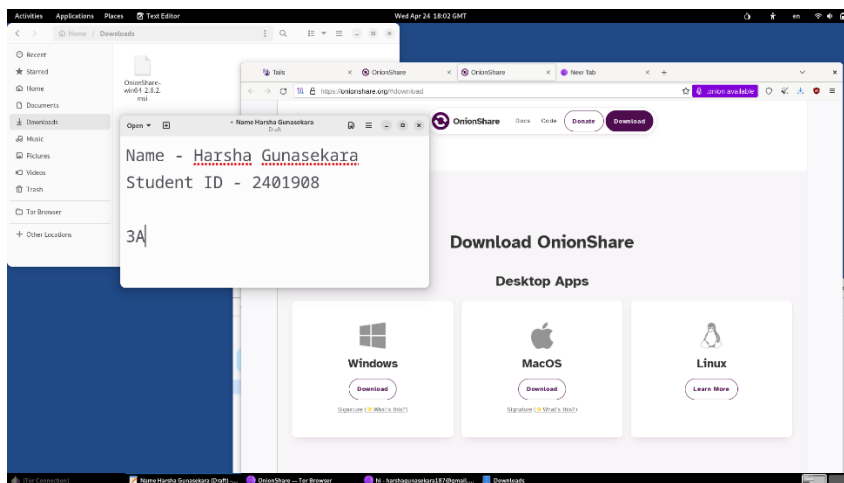 Activities Applications Places Text Editor Wed Apr 24 18:02 GMT en
Home / Downloads
Recent
Starred
Home
Documents
Downloads
Music
Pictures
Videos
Trash
Tor Browser
+ Other Locations
OnionShare-
win64-2.6.2.
msi
Tails OnionShare OnionShare New Tab
https://onionshare.org/#download .onion available
OnionShare Docs Code Donate Download
Open • Name Harsha Gunasekara
Draft
Name - Harsha Gunasekara
Student ID - 2401908
3A
Download OnionShare
Desktop Apps
Windows MacOS Linux
Download Download Learn More
Signature (What's this?) Signature (What's this?)
(Tor Connection) Name Harsha Gunasekara (Draft) -... OnionShare — Tor Browser hi - harshagunasekara187@gmail.... Downloads